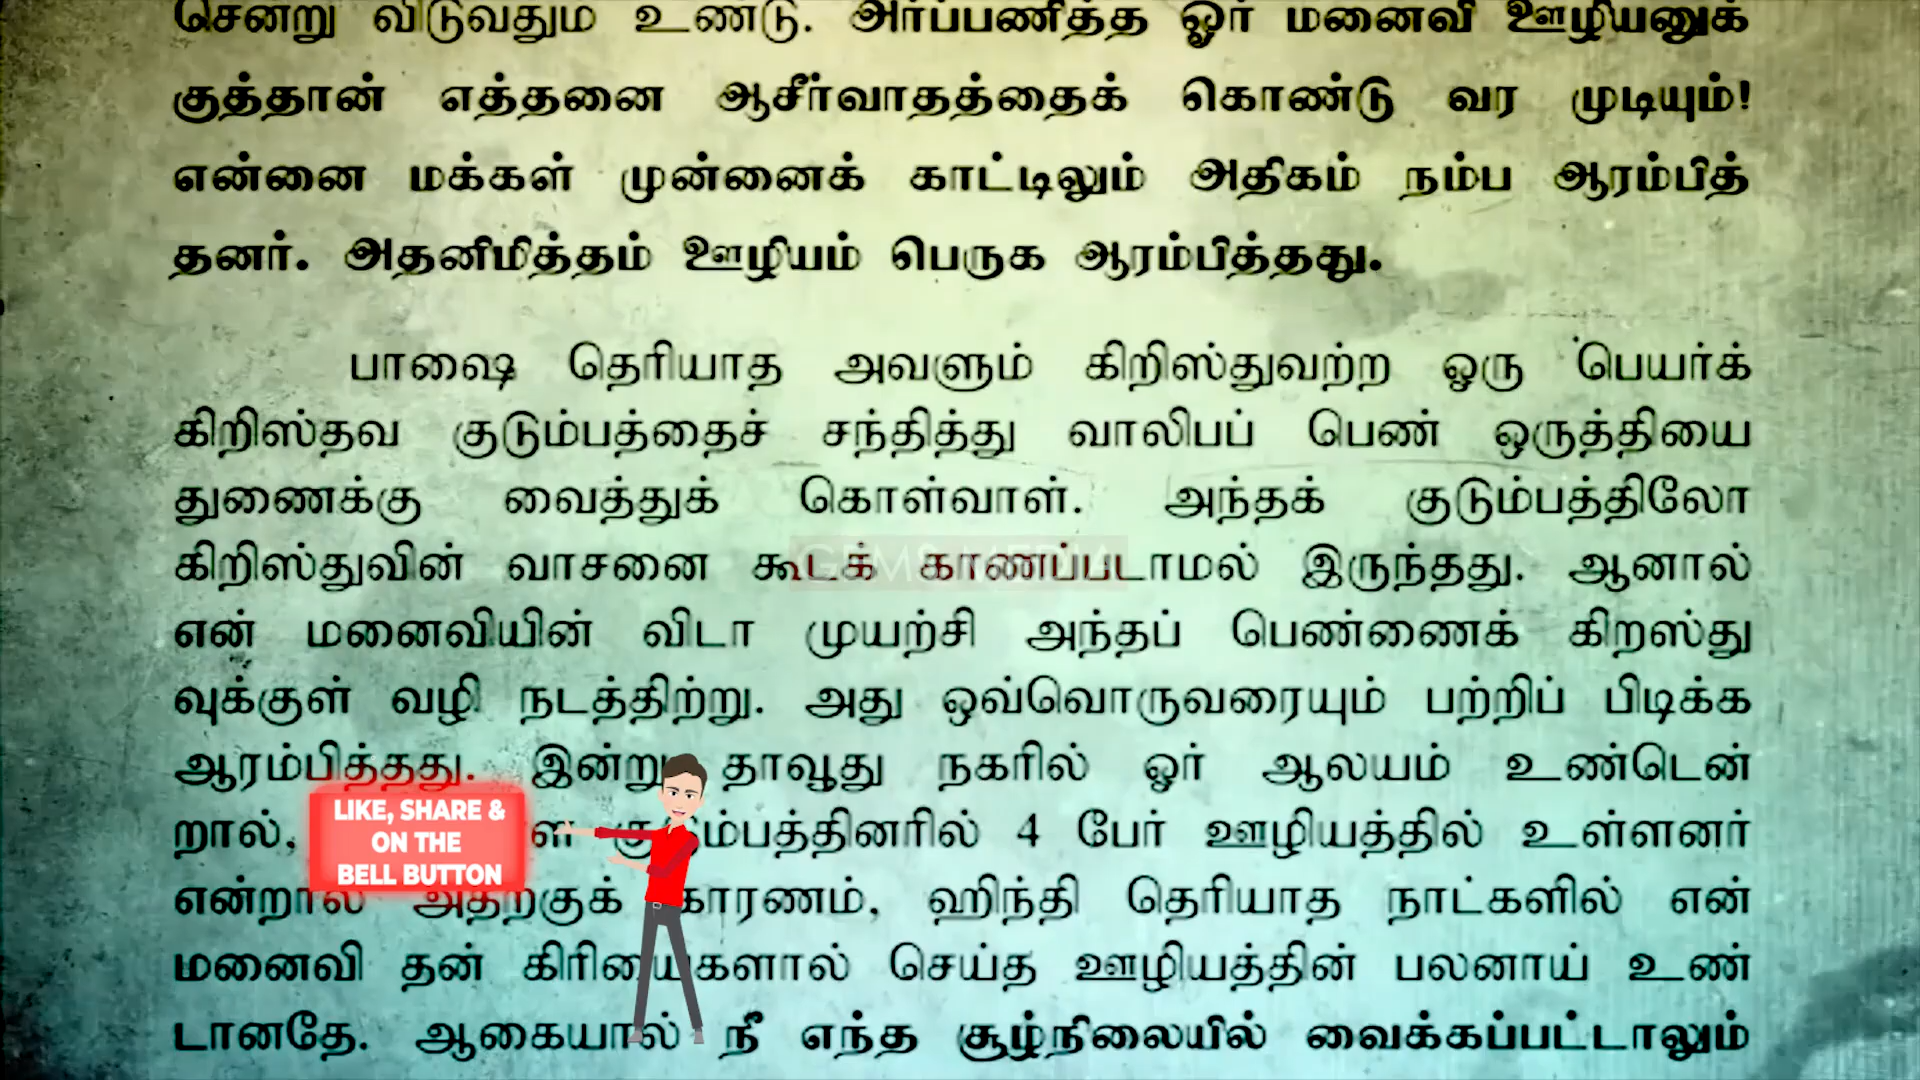 சென்று விடுவதும் உண்டு. அர்ப்பணித்த ஓர் மனைவி ஊழியனுக்
குத்தான் எத்தனை ஆசீர்வாதத்தைக் கொண்டு வர முடியும்!
என்னை மக்கள் முன்னைக் காட்டிலும் அதிகம் நம்ப ஆரம்பித்
தனர். அதனிமித்தம் ஊழியம் பெருக ஆரம்பித்தது.
பாஷை தெரியாத அவளும் கிறிஸ்துவற்ற ஒரு பெயர்க்
கிறிஸ்தவ குடும்பத்தைச் சந்தித்து வாலிபப் பெண் ஒருத்தியை
துணைக்கு வைத்துக் கொள்வாள். அந்தக் குடும்பத்திலோ
கிறிஸ்துவின் வாசனை கூடக் காணப்படாமல் இருந்தது. ஆனால்
GEMS MEDIA
என் மனைவியின் விடா முயற்சி அந்தப் பெண்ணைக் கிறஸ்து
வுக்குள் வழி நடத்திற்று. அது ஒவ்வொருவரையும் பற்றிப் பிடிக்க
ஆரம்பித்தது. இன்று தாவூது நகரில் ஓர் ஆலயம் உண்டென்
றால், 4 பேர் ஊழியத்தில் உள்ளனர்
LIKE, SHARE &
ON THE
BELL BUTTON
என்றால் அதற்குக் காரணம், ஹிந்தி தெரியாத நாட்களில் என்
மனைவி தன் கிரியைகளால் செய்த ஊழியத்தின் பலனாய் உண்
டானதே. ஆகையால் நீ எந்த சூழ்நிலையில் வைக்கப்பட்டாலும்